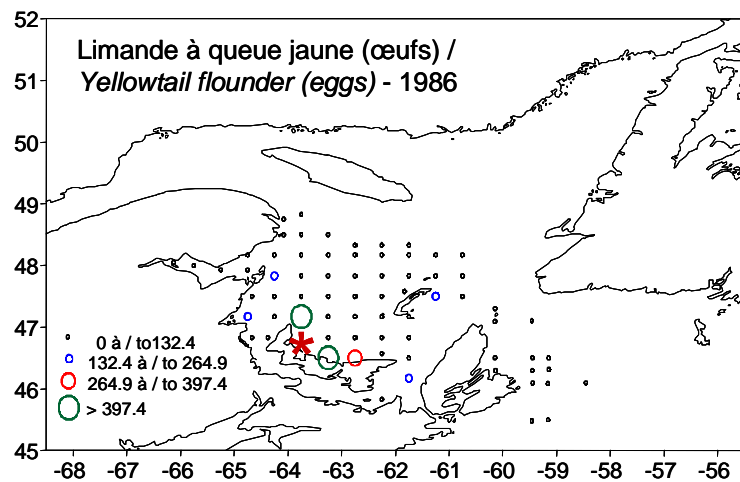 Limande à queue jaune (œufs) /
Yellowtail flounder (eggs) - 1986
52
51
50
49
48
47
46
45
0 à / to132.4
132.4 à / to 264.9
264.9 à / to 397.4
> 397.4
-68 -67 -66 -65 -64 -63 -62 -61 -60 -59 -58 -57 -56